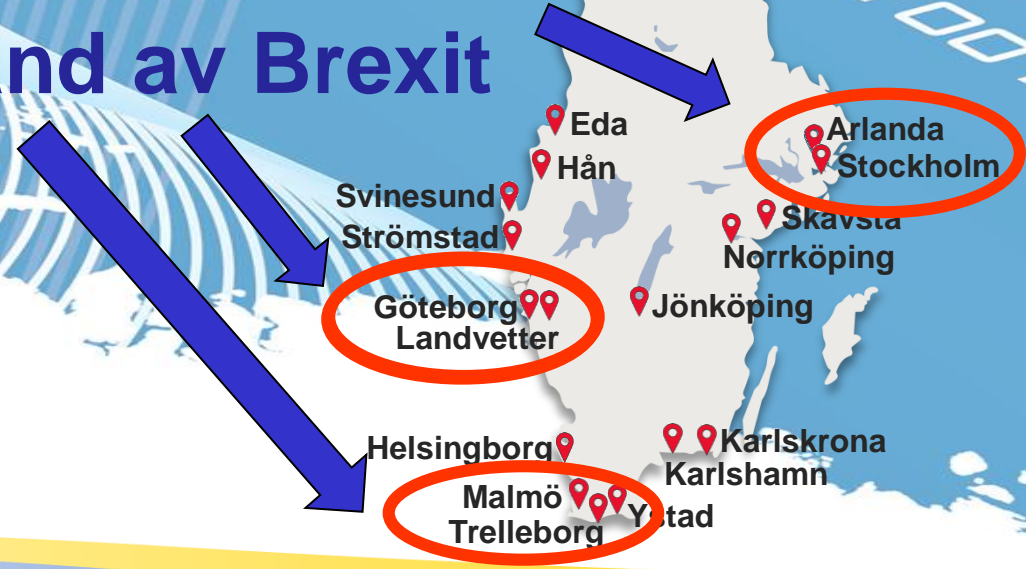 nd av Brexit
Eda
Hån
Arlanda
Stockholm
Svinesund
Strömstad
Skavsta
Norrköping
Göteborg
Landvetter
Jönköping
Helsingborg
Karlskrona
Karlshamn
Malmö
Ystad
Trelleborg